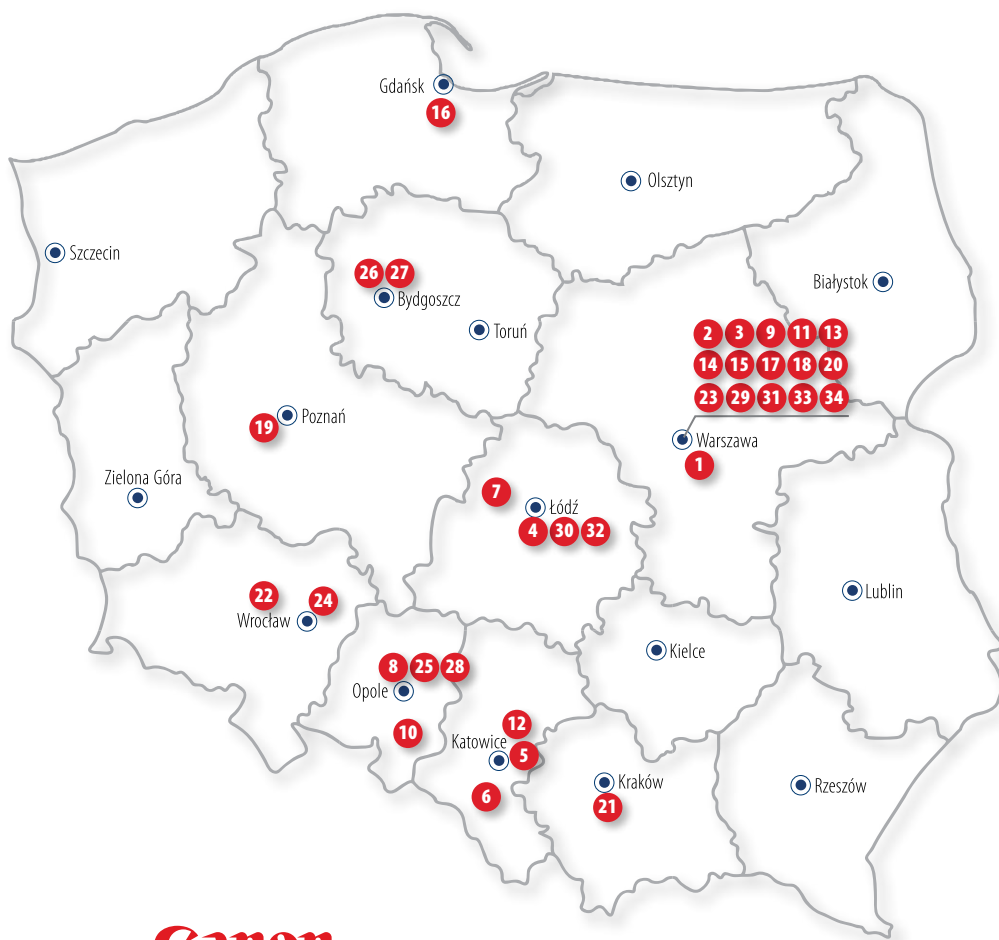 Gdańsk
16
Olsztyn
Szczecin
26 27
Bydgoszcz
Białystok
Toruń
2 3 9 11 13
14 15 17 18 20
23 29 31 33 34
19
Poznań
Warszawa
1
Zielona Góra
7
Łódź
4 30 32
22
24
Wrocław
Lublin
Kielce
8 25 28
Opole
10
12
Katowice
5
6
Kraków
21
Rzeszów
Canon